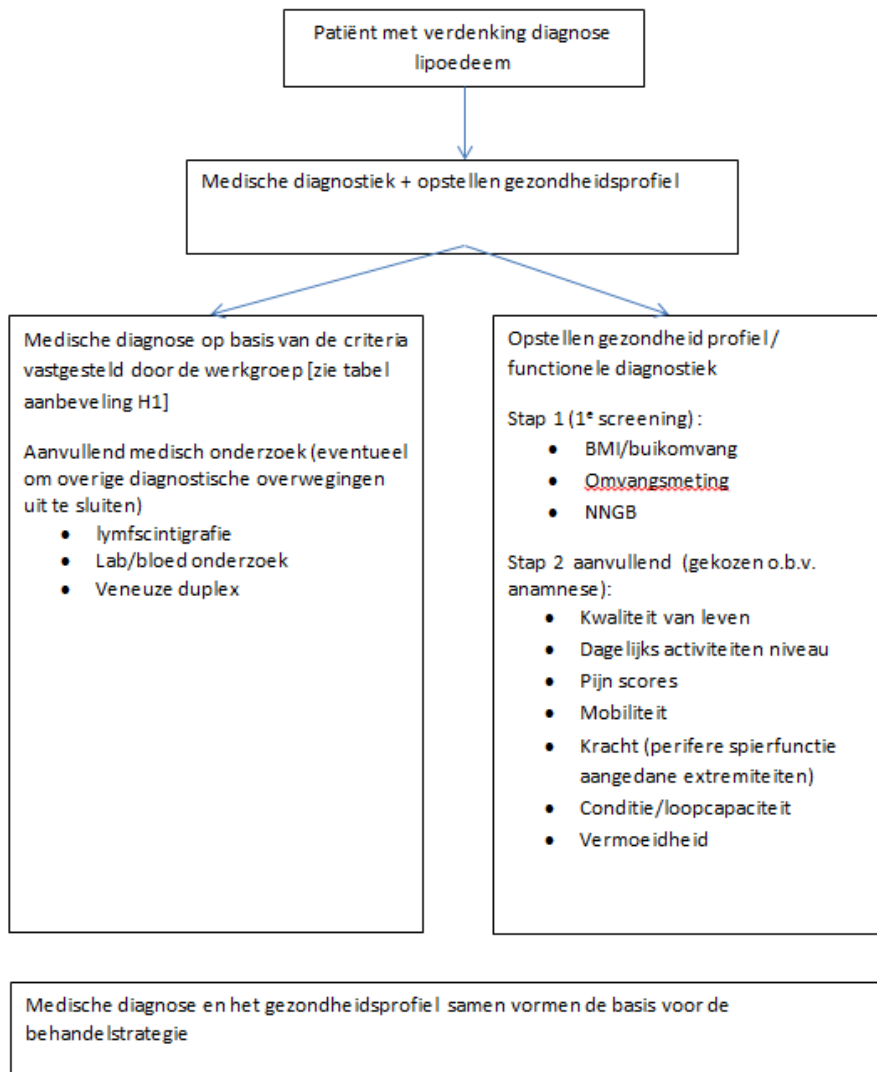 Patiënt met verdenking diagnose
lipoedeem
Medische diagnostiek + opstellen gezondheidsprofiel
Medische diagnose op basis van de criteria
vastgesteld door de werkgroep [zie tabel
aanbeveling H1]
Aanvullend medisch onderzoek (eventueel
om overige diagnostische overwegingen
uit te sluiten)
• lymfscintigrafie
• Lab/bloed onderzoek
• Veneuze duplex
Opstellen gezondheid profiel/
functionele diagnostiek
Stap 1 (1e screening) :
• BMI/buikomvang
• Omvangsmeting
• NNGB
Stap 2 aanvullend (gekozen o.b.v.
anamnese):
• Kwaliteit van leven
• Dagelijks activiteiten niveau
• Pijn scores
• Mobiliteit
• Kracht (perifere spierfunctie
aangedane extremiteiten)
• Conditie/loopcapaciteit
• Vermoeidheid
Medische diagnose en het gezondheidsprofiel samen vormen de basis voor de
behandelstrategie